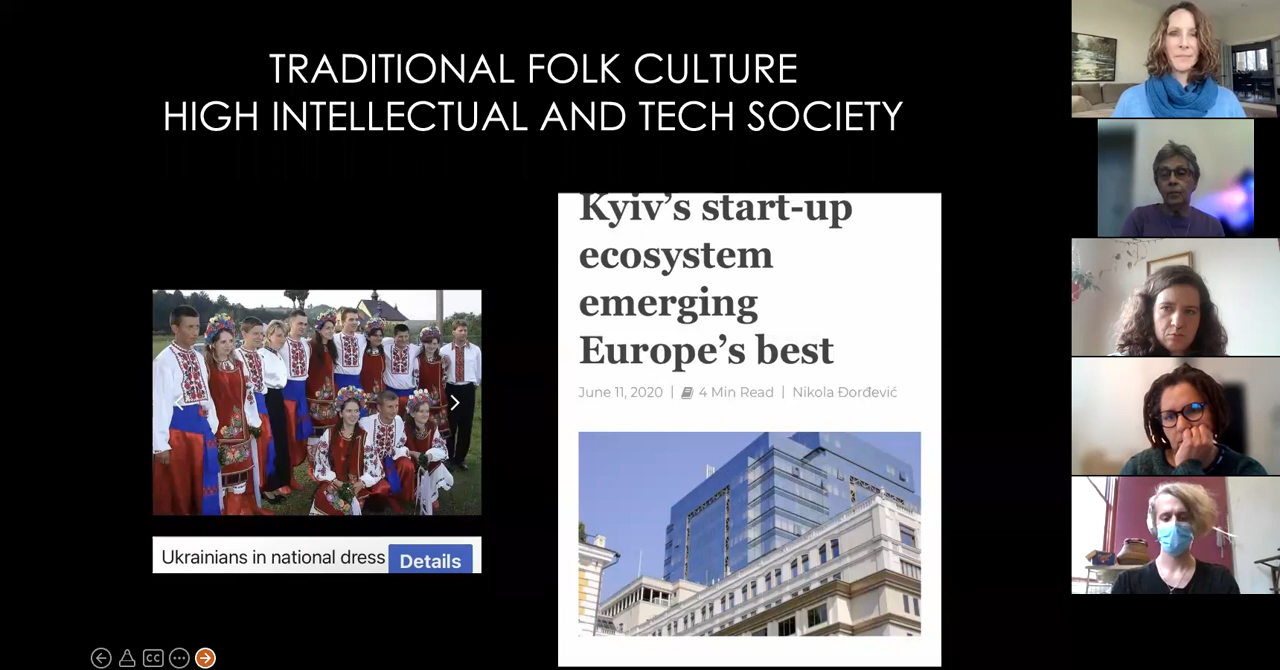 TRADITIONAL FOLK CULTURE
HIGH INTELLECTUAL AND TECH SOCIETY
Kyiv’s start-up
ecosystem
emerging
Europe’s best
June 11, 2020 | 4 Min Read | Nikola Đorđević
Ukrainians in national dress Details
CC